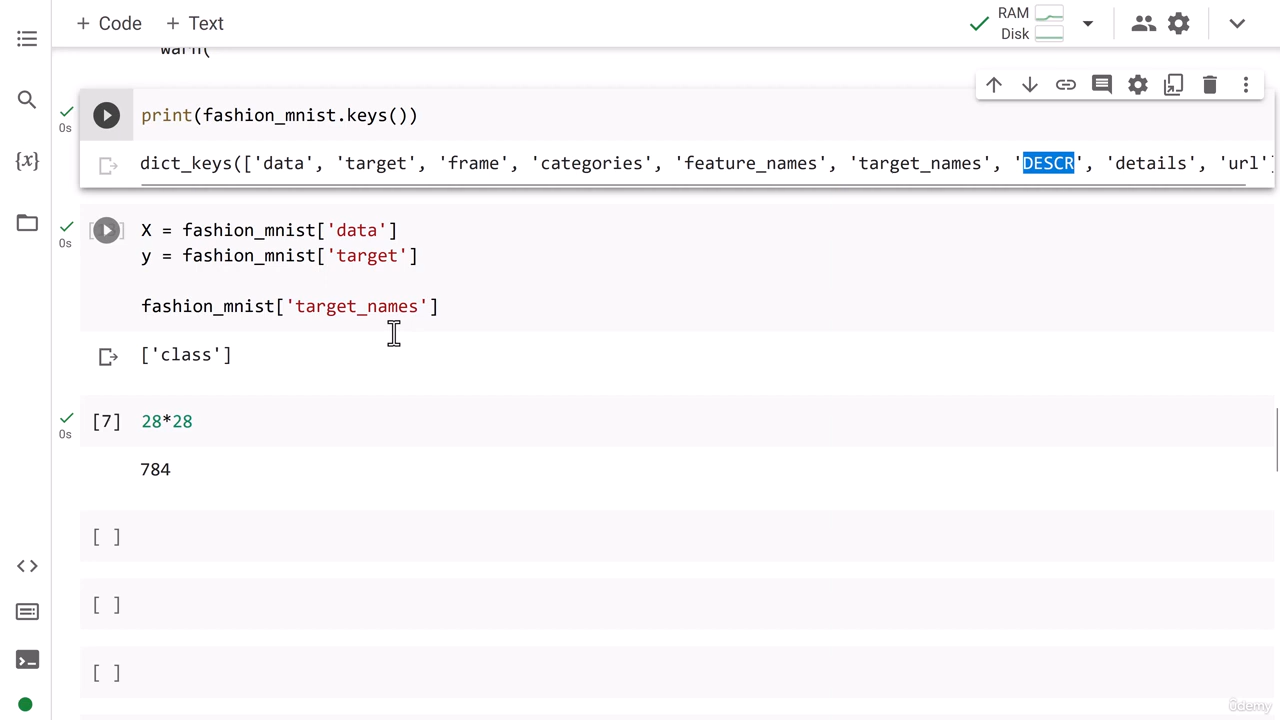 + Code + Text
RAM
Disk
warn(
0s
print(fashion_mnist.keys())
dict_keys(['data', 'target', 'frame', 'categories', 'feature_names', 'target_names', 'DESCR', 'details', 'url']
0s
X = fashion_mnist['data']
y = fashion_mnist['target']
fashion_mnist['target_names']
['class']
0s
[7] 28*28
784
[ ]
[ ]
[ ]
{x}
ûdemy